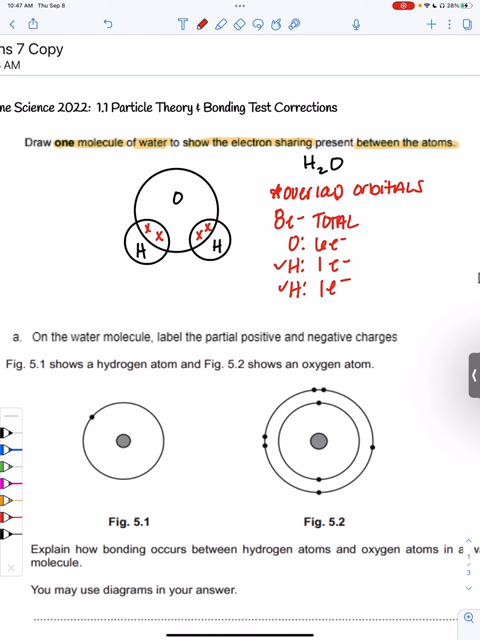 10:47 AM Thu Sep 8
28%
ns 7 Copy
AM
ne Science 2022: 1.1 Particle Theory & Bonding Test Corrections
Draw one molecule of water to show the electron sharing present between the atoms.
H2O
O
*overlap orbitals
x x x x
8e- TOTAL
H H
O: 6e-
✓H: 1e-
✓H: 1e-
a. On the water molecule, label the partial positive and negative charges
Fig. 5.1 shows a hydrogen atom and Fig. 5.2 shows an oxygen atom.
Fig. 5.1 Fig. 5.2
Explain how bonding occurs between hydrogen atoms and oxygen atoms in a
molecule.
You may use diagrams in your answer.
1
/
3